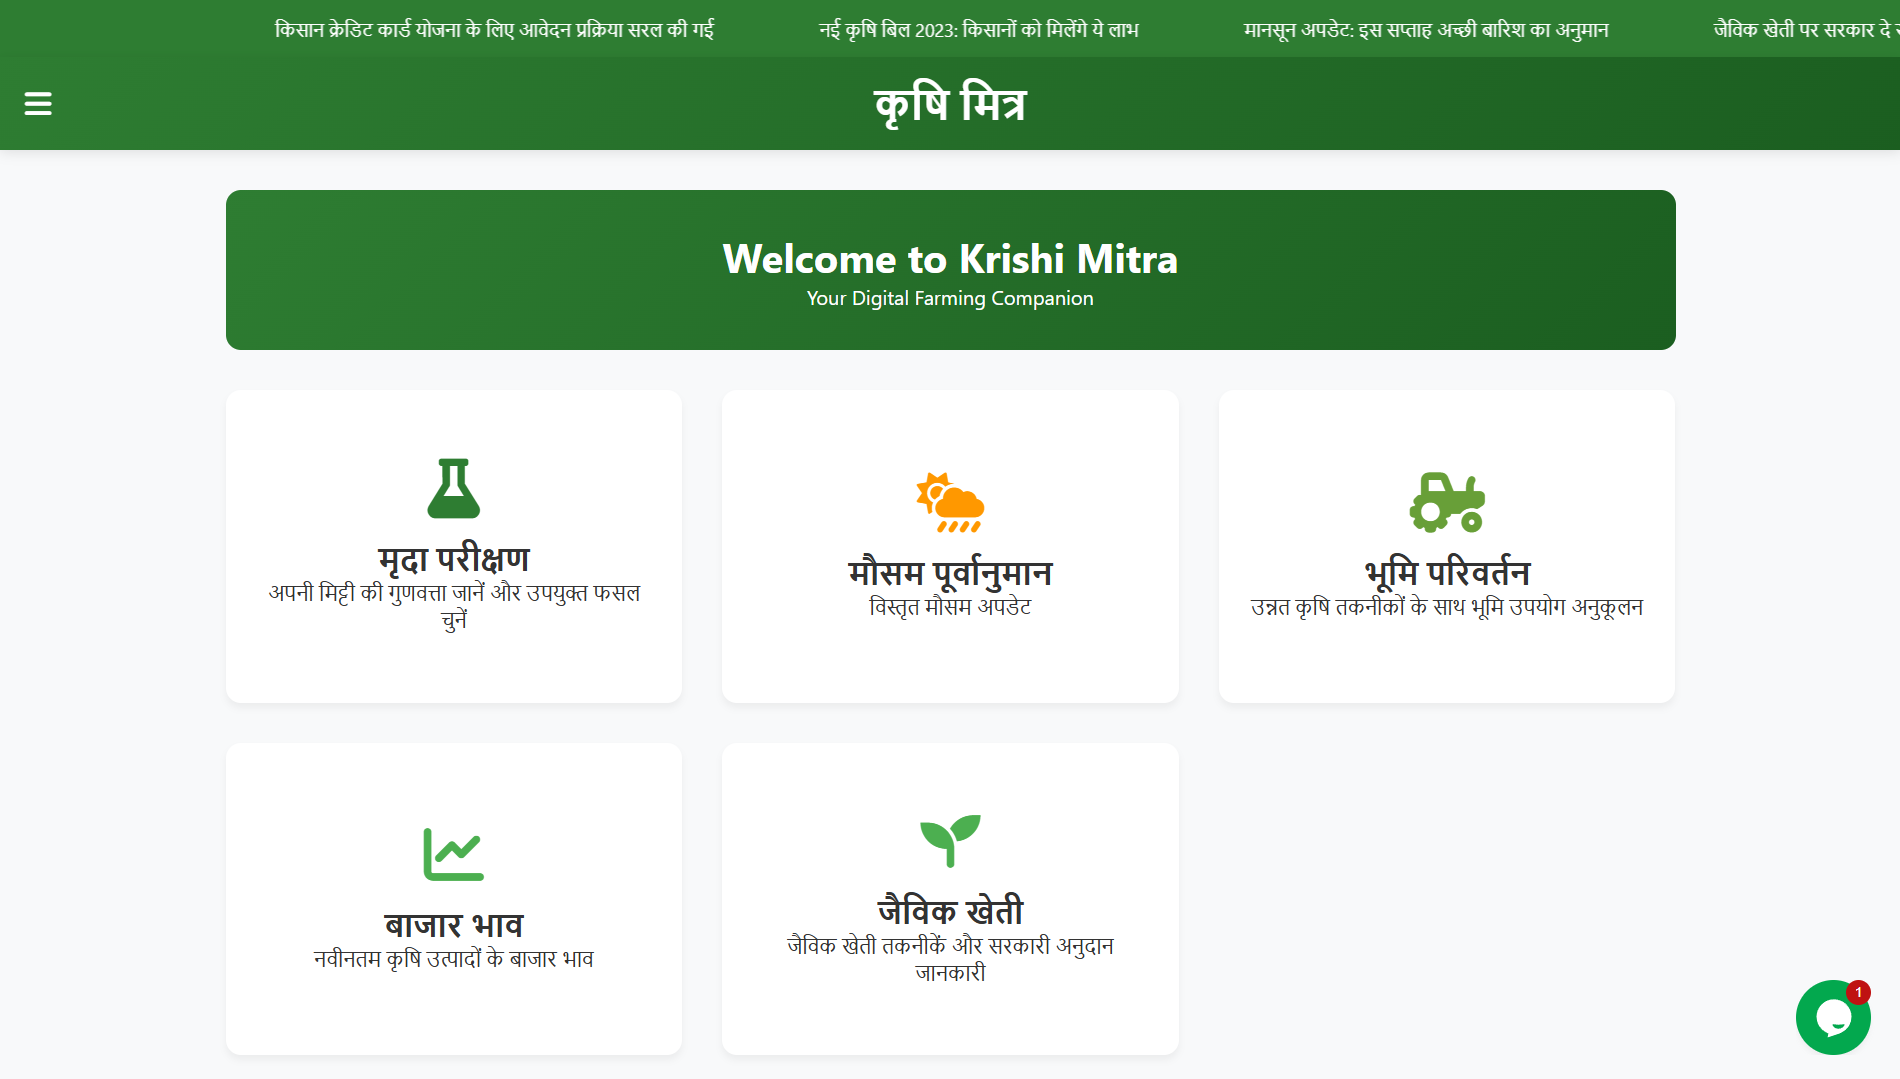 किसान क्रेडिट कार्ड योजना के लिए आवेदन प्रक्रिया सरल की गई
नई कृषि बिल 2023: किसानों को मिलेंगे ये लाभ
मानसून अपडेट: इस सप्ताह अच्छी बारिश का अनुमान
जैविक खेती पर सरकार दे
कृषि मित्र
Welcome to Krishi Mitra
Your Digital Farming Companion
मृदा परीक्षण
अपनी मिट्टी की गुणवत्ता जानें और उपयुक्त फसल
चुनें
मौसम पूर्वानुमान
विस्तृत मौसम अपडेट
भूमि परिवर्तन
उन्नत कृषि तकनीकों के साथ भूमि उपयोग अनुकूलन
बाजार भाव
नवीनतम कृषि उत्पादों के बाजार भाव
जैविक खेती
जैविक खेती तकनीकें और सरकारी अनुदान
जानकारी
1